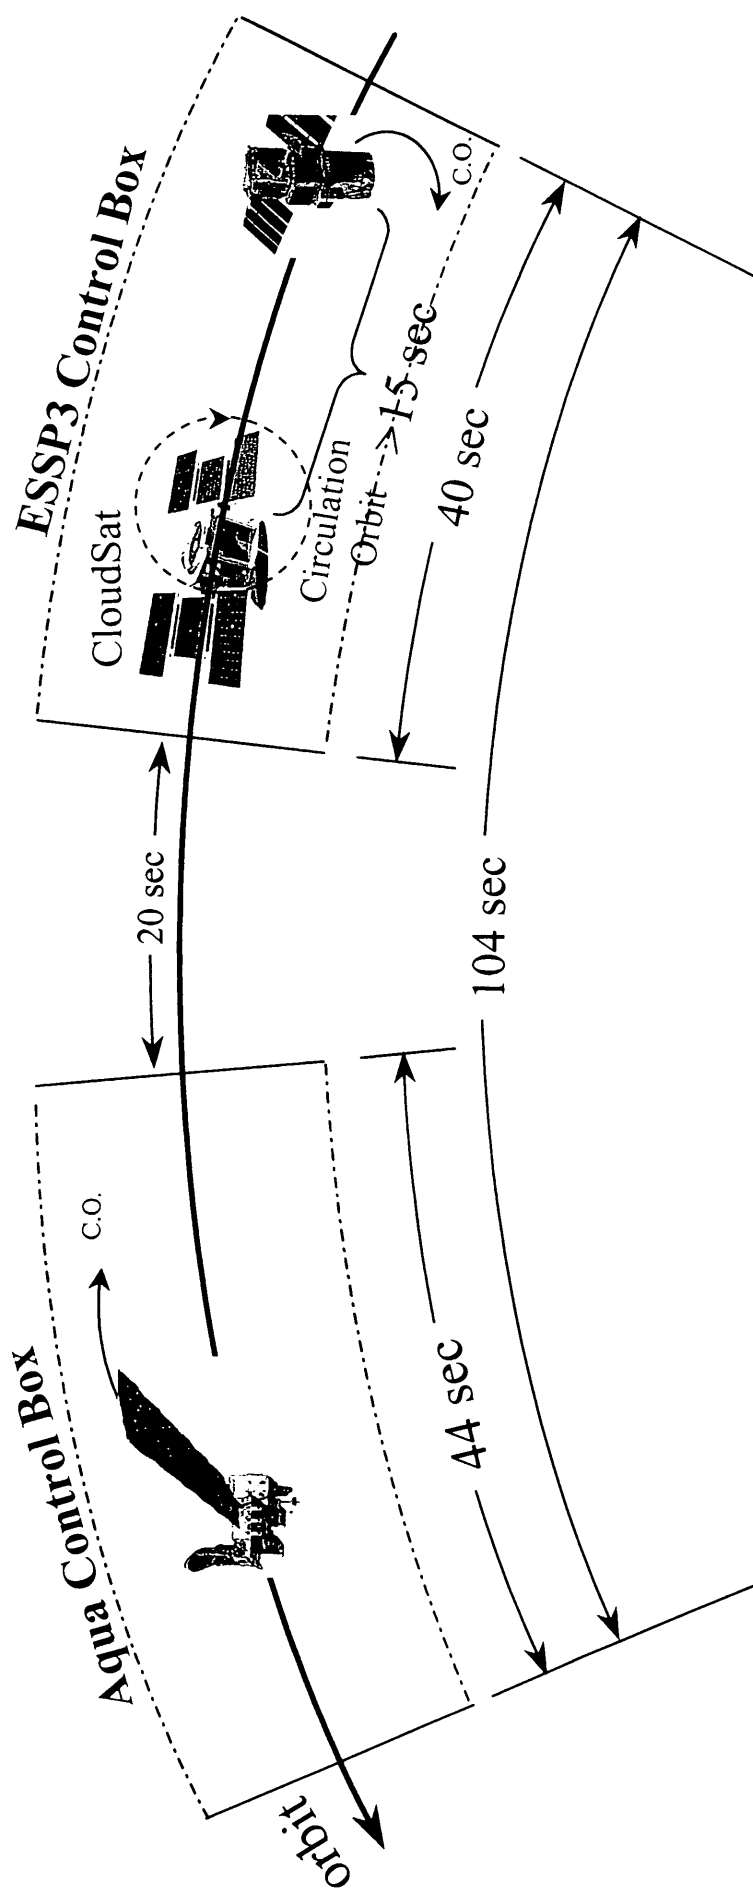 Aqua Control Box
ESSP3 Control Box
c.o.
CloudSat
20 sec
Circulation
Orbit
>15 sec
c.o.
44 sec
40 sec
104 sec
orbit